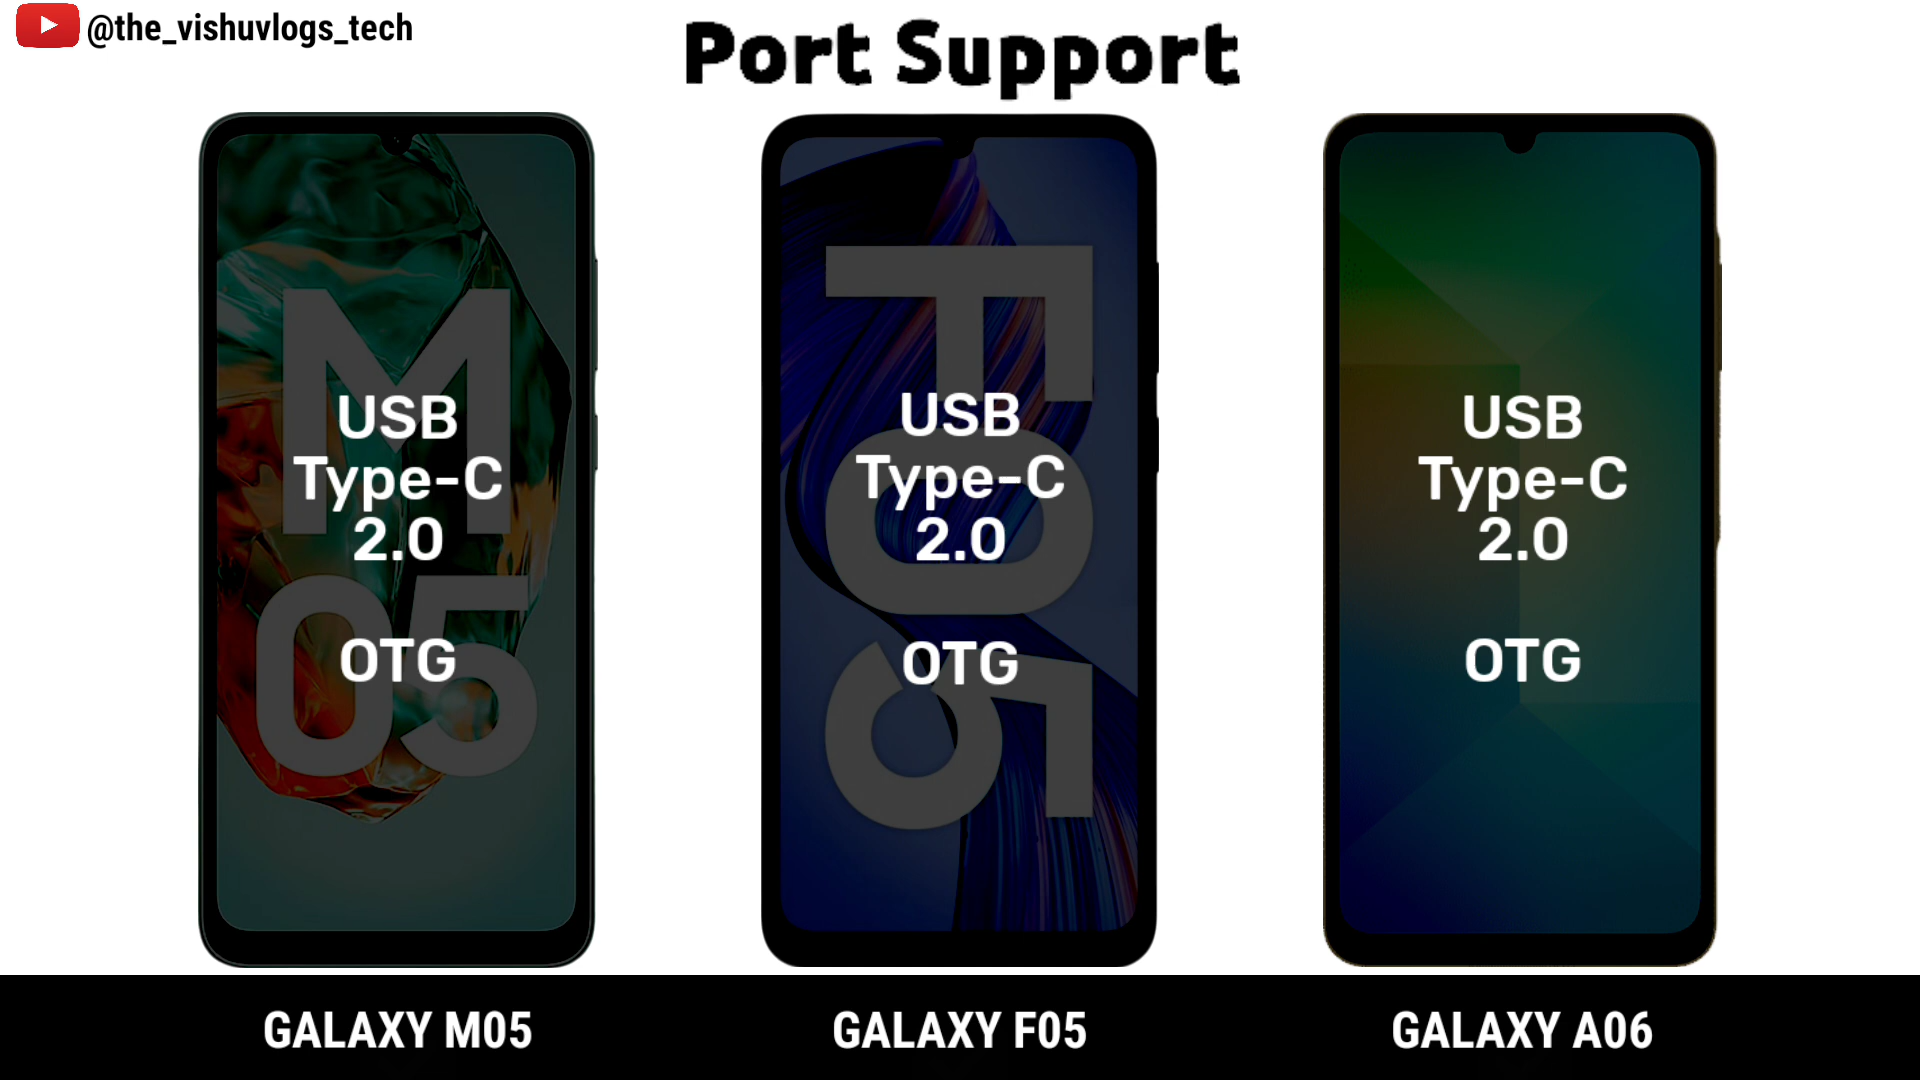 @the_vishuvlogs_tech
Port Support
M
05
USB
Type-C
2.0
OTG
F05
USB
Type-C
2.0
OTG
USB
Type-C
2.0
OTG
GALAXY M05
GALAXY F05
GALAXY A06